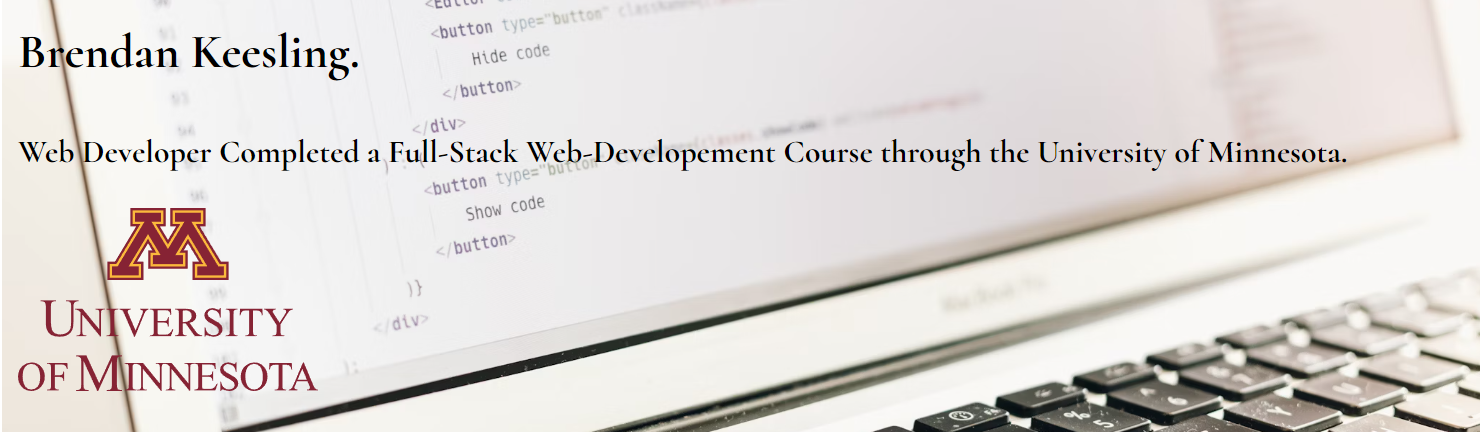 Brendan Keesling.
Web Developer Completed a Full-Stack Web-Developement Course through the University of Minnesota.
<button type="button"
Hide code
</button>
</div>
<button type="button"
Show code
</button>
)}
</div>
M
UNIVERSITY
OF MINNESOTA